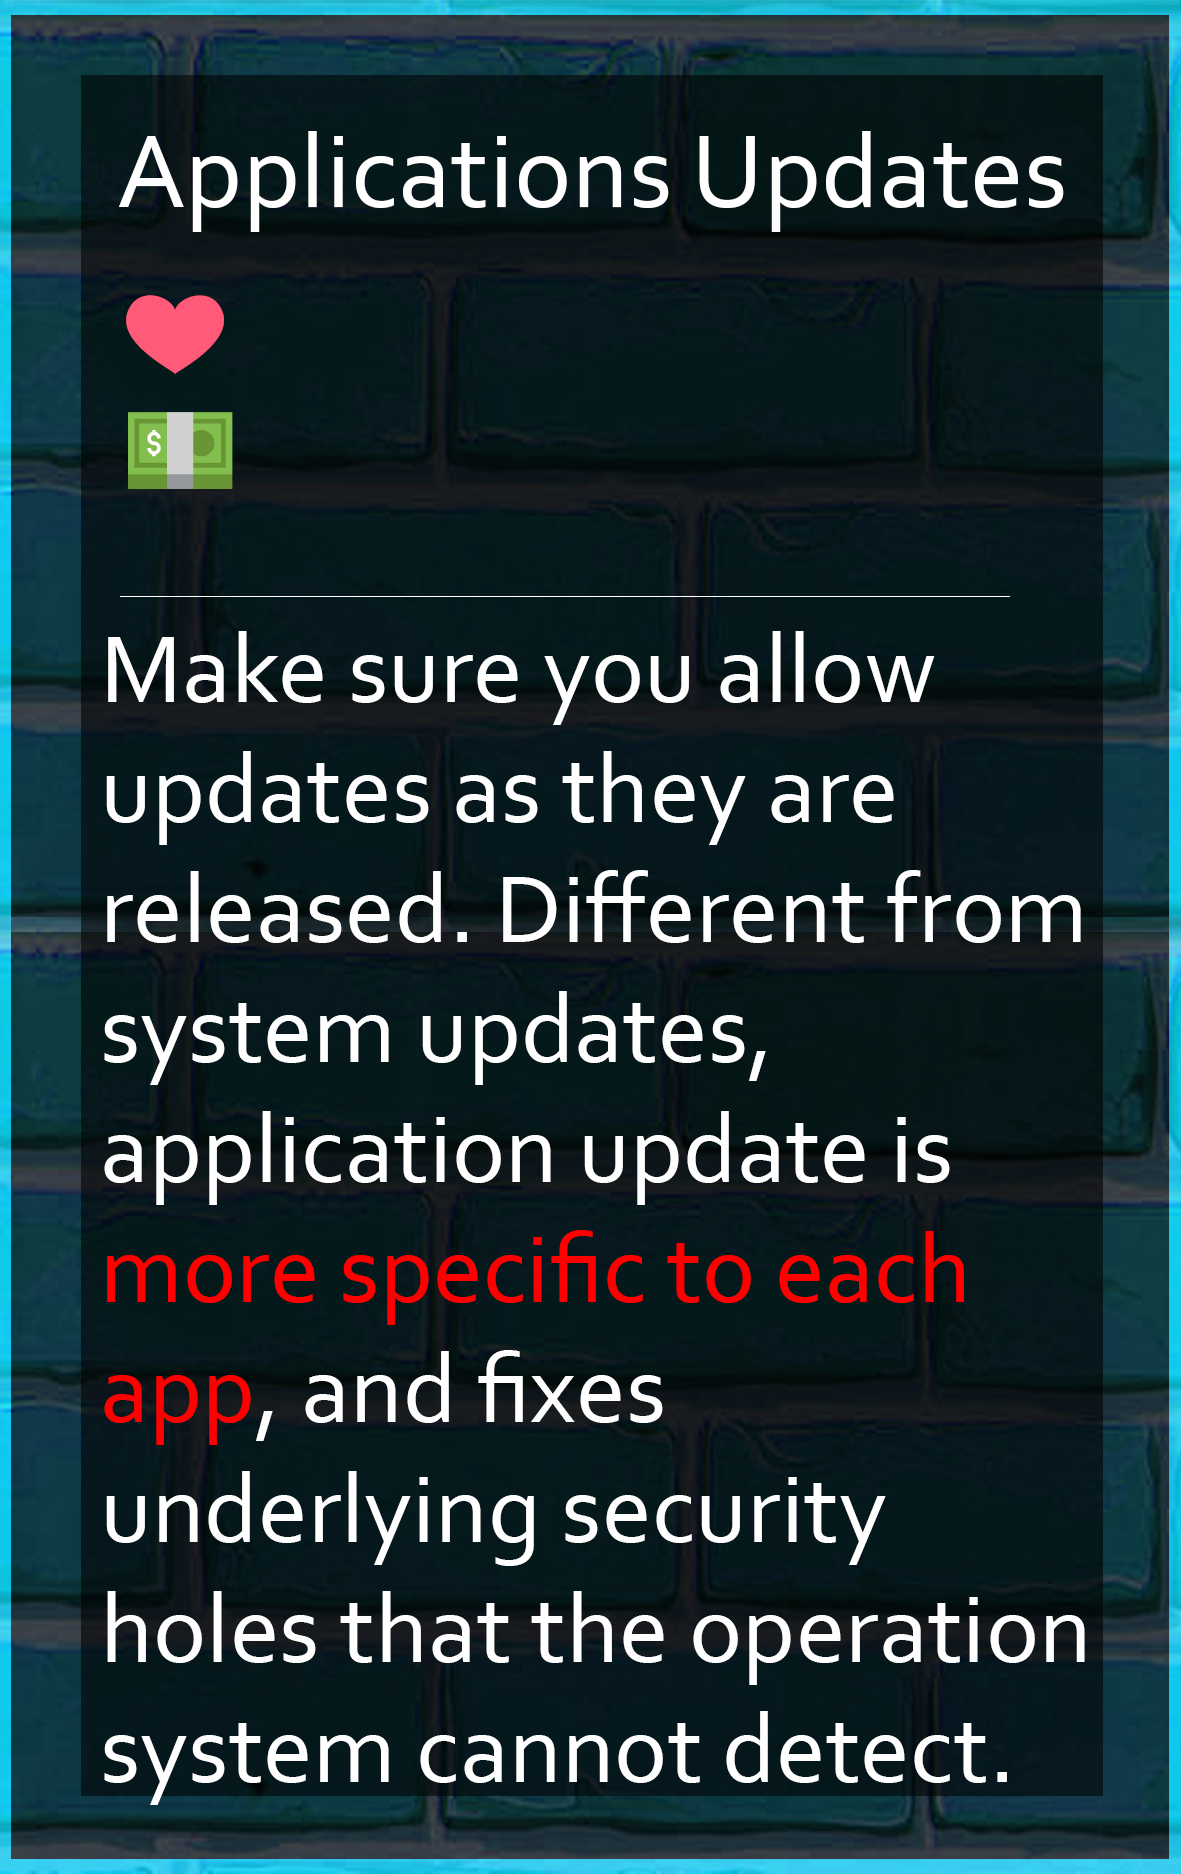 Applications Updates
$
Make sure you allow
updates as they are
released. Different from
system updates,
application update is
more specific to each
app, and fixes
underlying security
holes that the operation
system cannot detect.